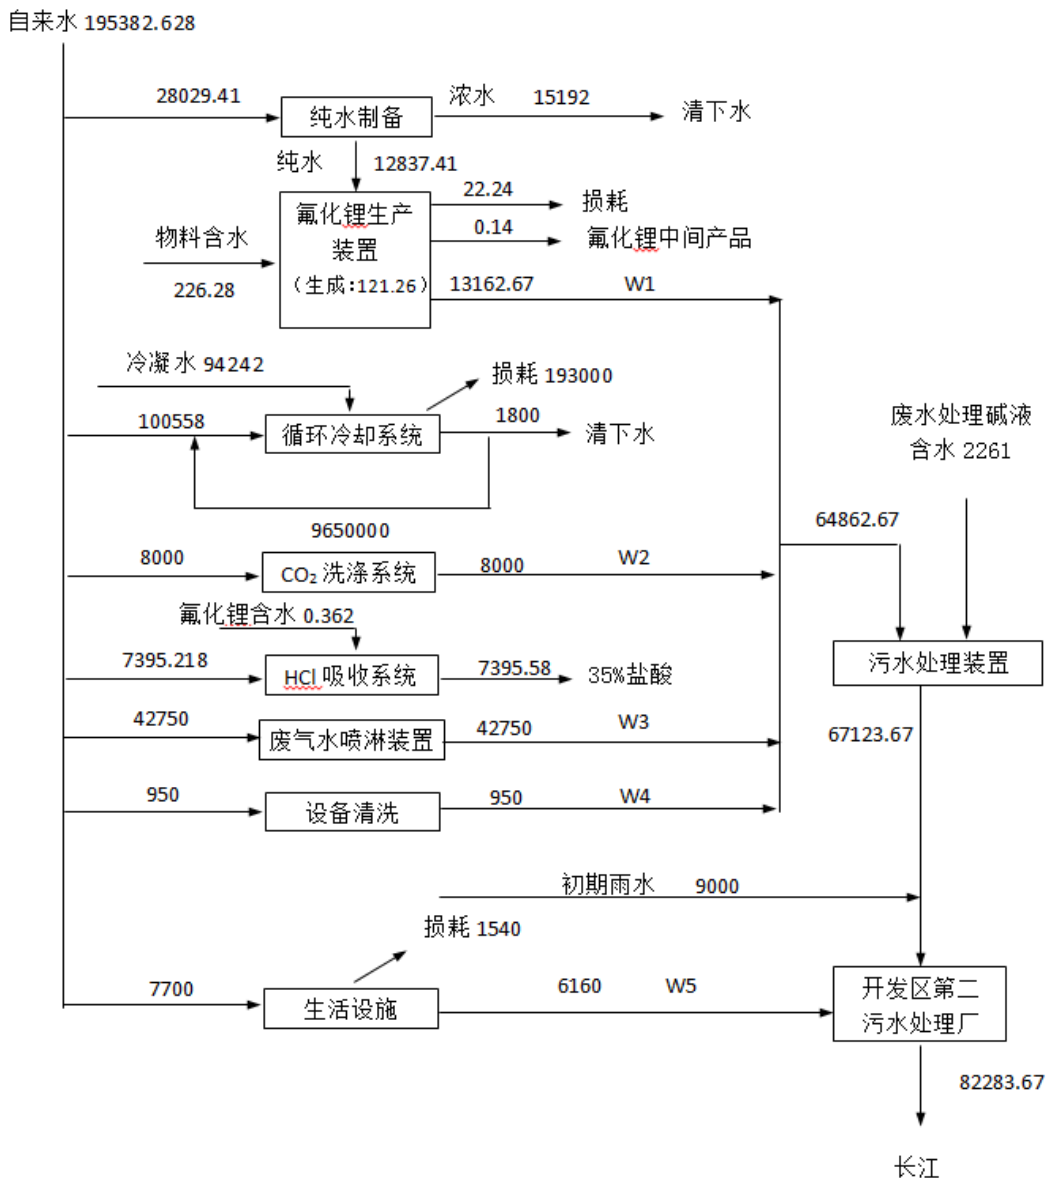 自来水 195382.628
28029.41
纯水制备
浓水 15192
清下水
纯水 12837.41
氟化锂生产
装置
（生成:121.26）
物料含水
226.28
22.24
损耗
0.14
氟化锂中间产品
13162.67 W1
冷凝水 94242
损耗 193000
100558
循环冷却系统
1800
清下水
9650000
废水处理碱液
含水 2261
64862.67
8000
CO₂ 洗涤系统
8000 W2
氟化锂含水 0.362
7395.218
HCl 吸收系统
7395.58
35%盐酸
污水处理装置
42750
废气水喷淋装置
42750 W3
67123.67
950
设备清洗
950 W4
初期雨水 9000
损耗 1540
7700
生活设施
6160 W5
开发区第二
污水处理厂
82283.67
长江